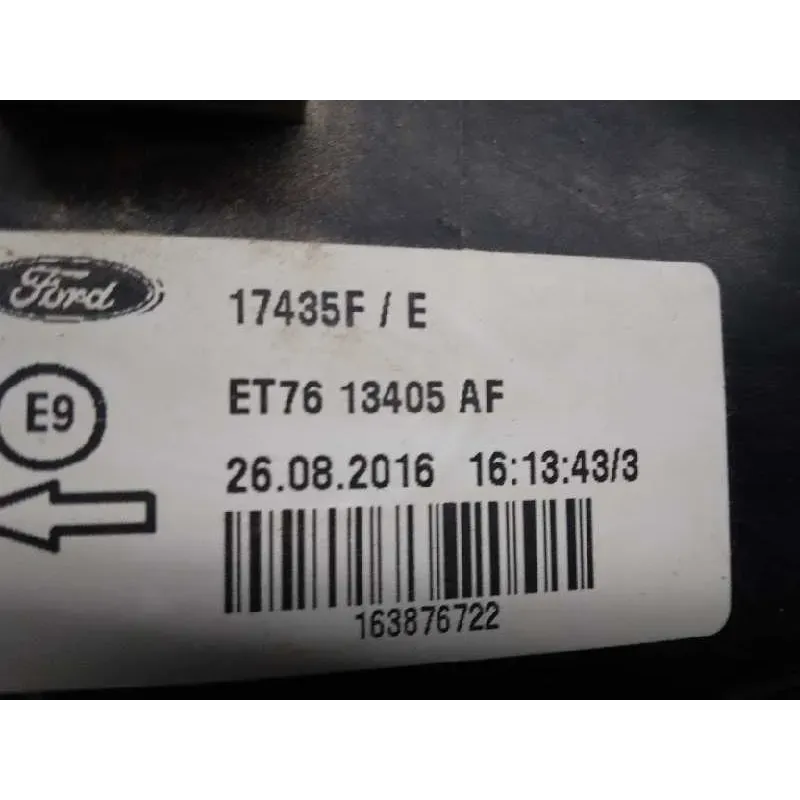 Ford
17435F / E
E9
ET76 13405 AF
26.08.2016 16:13:43/3
163876722